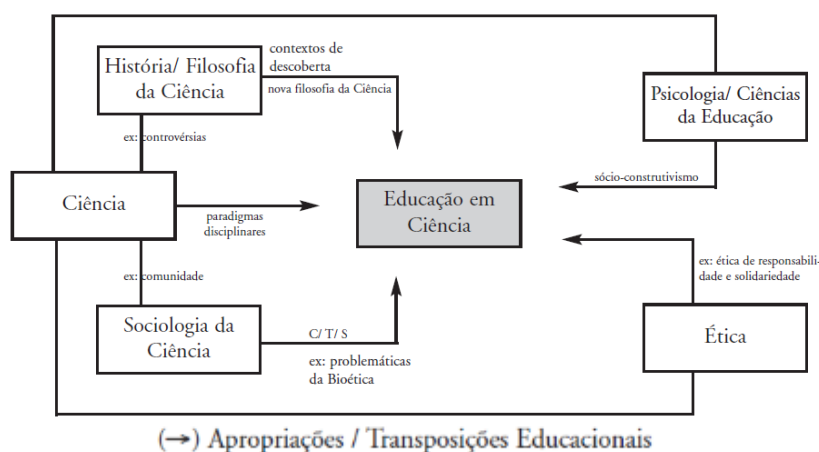 contextos de
descoberta
História/ Filosofia
da Ciência
nova filosofia da Ciência
Psicologia/ Ciências
da Educação
ex: controvérsias
sócio-construtivismo
Ciência
paradigmas
disciplinares
Educação em
Ciência
ex: comunidade
ex: ética de responsabili-
dade e solidariedade
Sociologia da
Ciência
C/ T/ S
ex: problemáticas
da Bioética
Ética
(→) Apropriações / Transposições Educacionais